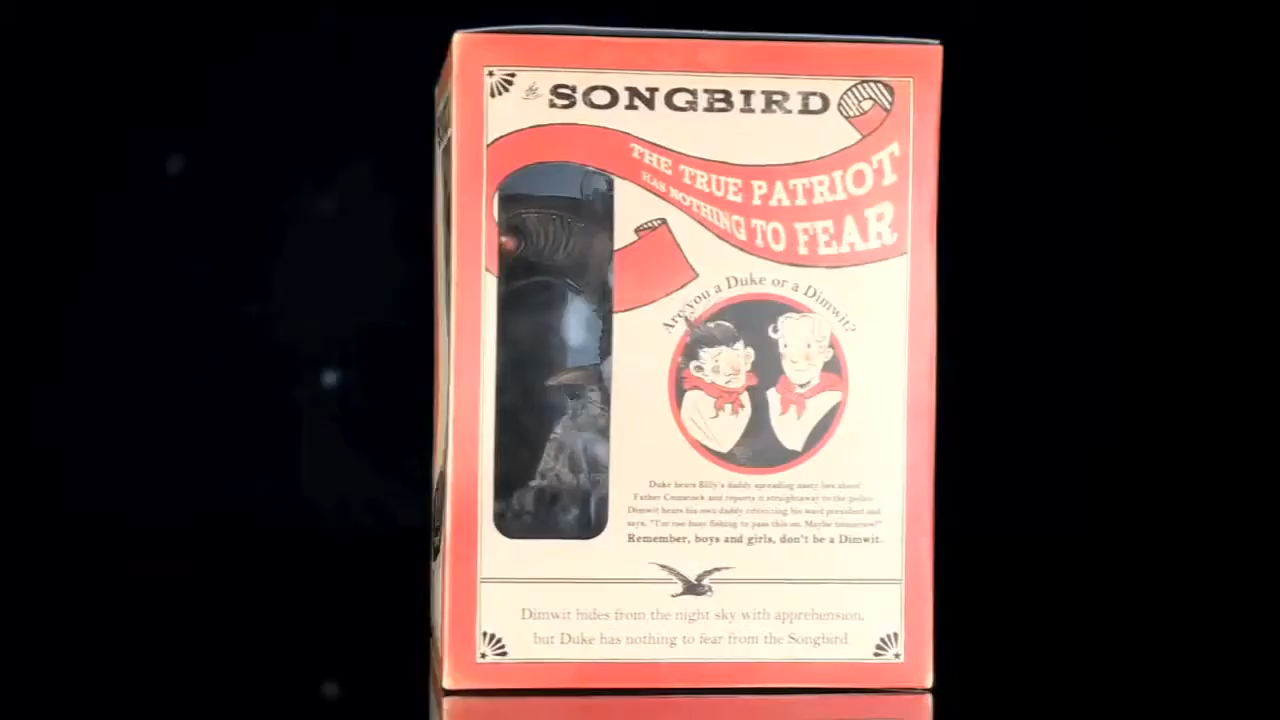 the SONGBIRD
THE TRUE PATRIOT
HAS NOTHING TO FEAR
Are you a Duke or a Dimwit?
Duke hears Billy's daddy spreading nasty lies about
Father Comstock and reports it straightaway to the police.
Dimwit hears his own daddy criticizing his ward president and
says, "I'm too busy fishing to pass this on. Maybe tomorrow!"
Remember, boys and girls, don't be a Dimwit.
Dimwit hides from the night sky with apprehension,
but Duke has nothing to fear from the Songbird.